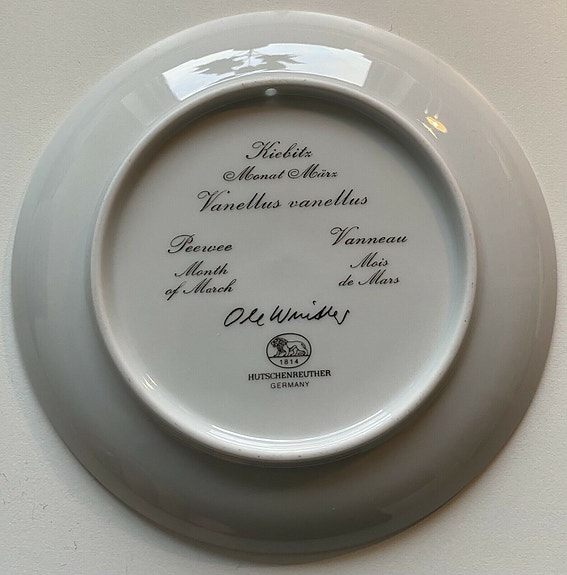 Kiebitz
Monat März
Vanellus vanellus
Peewee
Month
of March
Vanneau
Mois
de Mars
Ole Winther
1814
HUTSCHENREUTHER
GERMANY